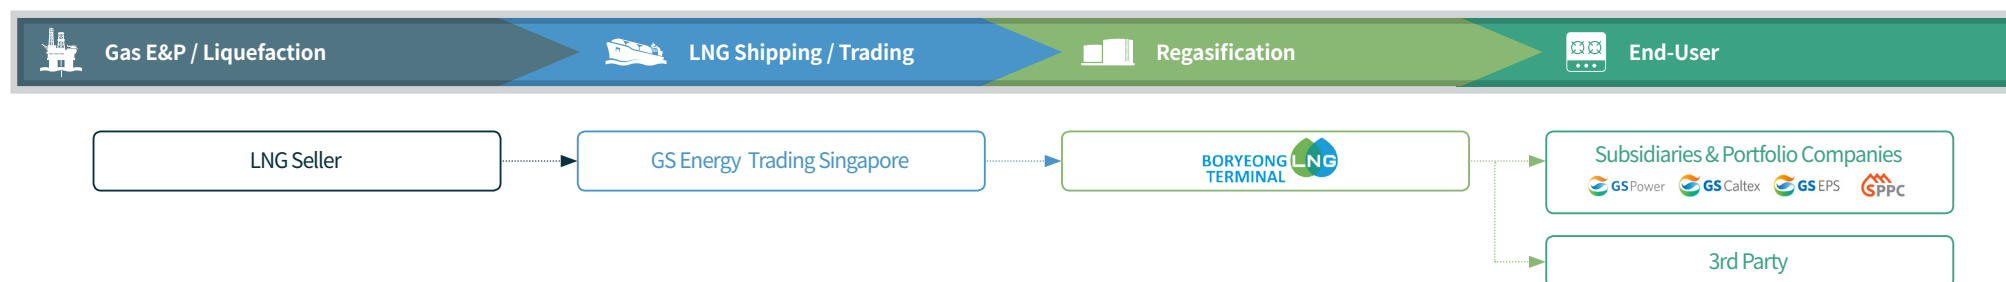 Gas E&P / Liquefaction
LNG Shipping / Trading
Regasification
End-User
LNG Seller
GS Energy Trading Singapore
BORYEONG LNG
TERMINAL
Subsidiaries & Portfolio Companies
GS Power GS Caltex GS EPS SPPC
3rd Party